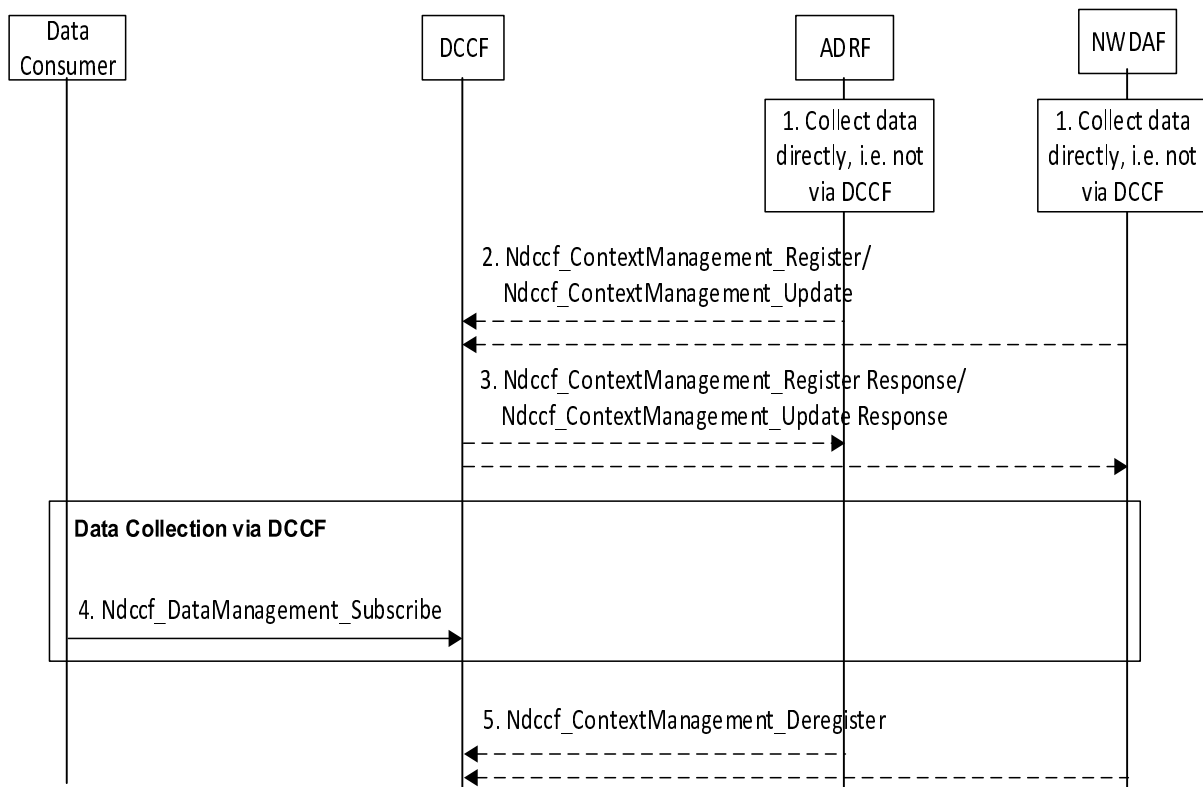 Data
Consumer
DCCF
ADRF
NWDAF
1. Collect data
directly, i.e. not
via DCCF
1. Collect data
directly, i.e. not
via DCCF
2. Ndccf_ContextManagement_Register/
Ndccf_ContextManagement_Update
3. Ndccf_ContextManagement_Register Response/
Ndccf_ContextManagement_Update Response
Data Collection via DCCF
4. Ndccf_DataManagement_Subscribe
5. Ndccf_ContextManagement_Deregister